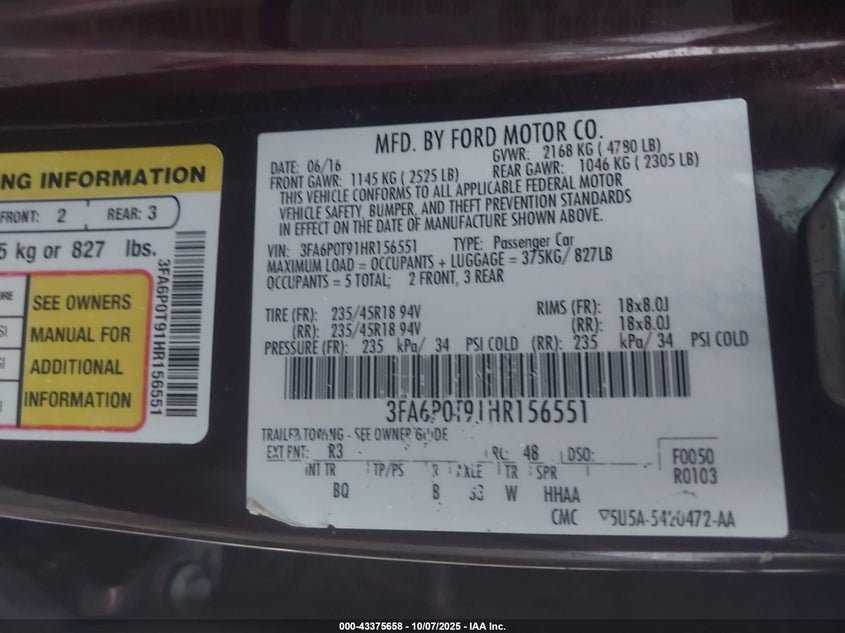 NG INFORMATION
FRONT: 2 REAR: 3
5 kg or 827 lbs.
SEE OWNERS
MANUAL FOR
ADDITIONAL
INFORMATION
3FA6P0T91HR156551
MFD. BY FORD MOTOR CO.
DATE: 06/16 GVWR: 2168 KG ( 4780 LB)
FRONT GAWR: 1145 KG ( 2525 LB) REAR GAWR: 1046 KG ( 2305 LB)
THIS VEHICLE CONFORMS TO ALL APPLICABLE FEDERAL MOTOR
VEHICLE SAFETY, BUMPER, AND THEFT PREVENTION STANDARDS
IN EFFECT ON THE DATE OF MANUFACTURE SHOWN ABOVE.
VIN: 3FA6P0T91HR156551 TYPE: Passenger Car
MAXIMUM LOAD = OCCUPANTS + LUGGAGE = 375KG/ 827LB
OCCUPANTS = 5 TOTAL; 2 FRONT, 3 REAR
TIRE (FR): 235/45R18 94V RIMS (FR): 18x8.0J
(RR): 235/45R18 94V (RR): 18x8.0J
PRESSURE (FR): 235 kPa/ 34 PSI COLD (RR): 235 kPa/ 34 PSI COLD
3FA6P0T91HR156551
TRAILER TOWING - SEE OWNER GUIDE
EXT PNT: R3 RC: 48 DSO: F0050
INT TR TP/PS R AXLE TR SPR R0103
BQ B W HHAA
CMC 5U5A-5420472-AA
000-43375658 - 10/07/2025 - IAA Inc.